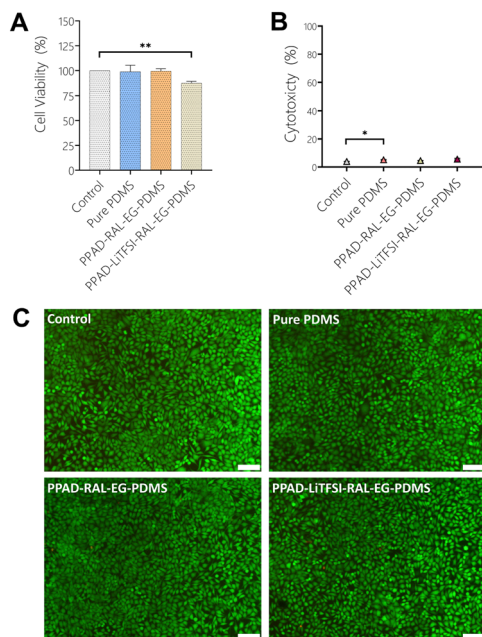 A
Cell Viability (%)
150
125
100
75
50
25
0
**
Control
Pure PDMS
PPAD-RAL-EG-PDMS
PPAD-LiTFSI-RAL-EG-PDMS
B
Cytotoxicty (%)
100
80
60
40
20
0
*
Control
Pure PDMS
PPAD-RAL-EG-PDMS
PPAD-LiTFSI-RAL-EG-PDMS
C
Control
Pure PDMS
PPAD-RAL-EG-PDMS
PPAD-LiTFSI-RAL-EG-PDMS